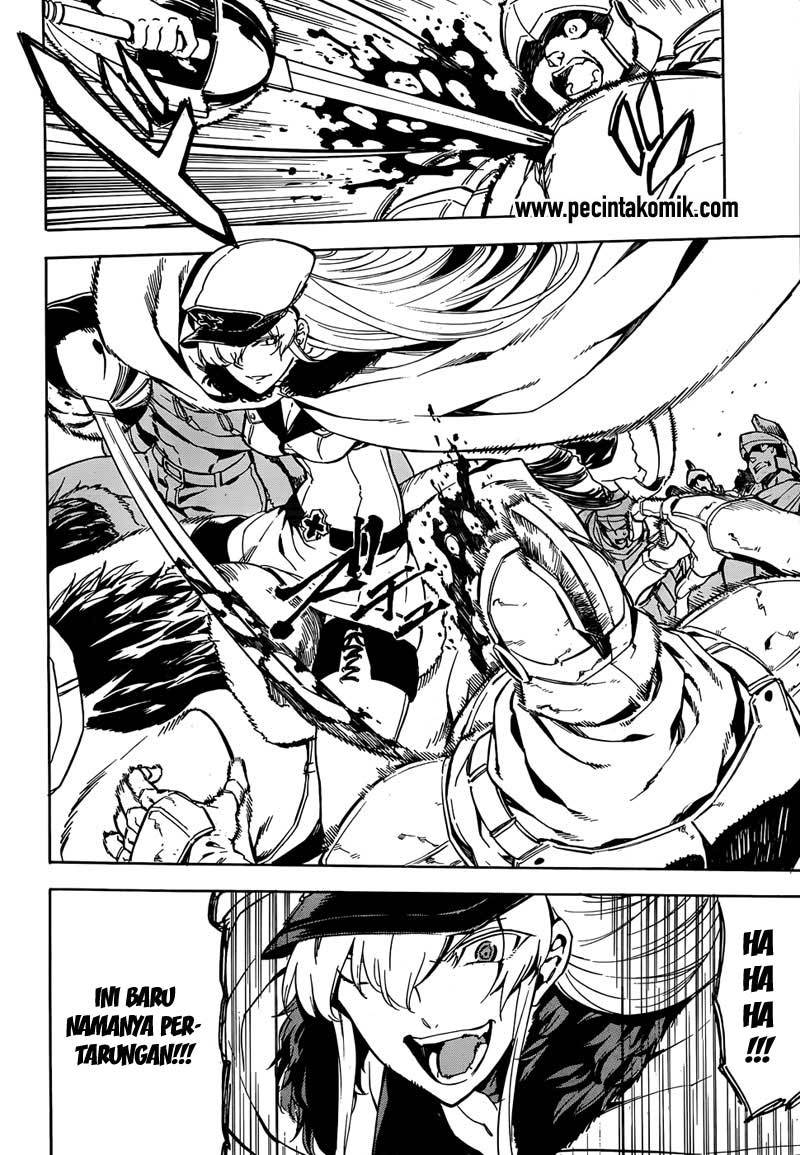 www.pecintakomik.com
HA
HA
HA
!!!
INI BARU
NAMANYA PER-
TARUNGAN!!!